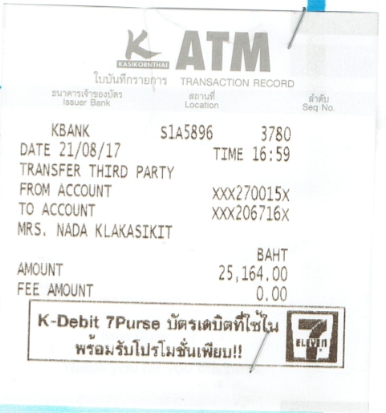 K ATM
KASIKORNTHAI
ใบบันทึกรายการ TRANSACTION RECORD
ธนาคารเจ้าของบัตร สถานที่ ลำดับ
Issuer Bank Location Seq No.
KBANK S1A5896 3780
DATE 21/08/17 TIME 16:59
TRANSFER THIRD PARTY
FROM ACCOUNT XXX270015X
TO ACCOUNT XXX206716X
MRS. NADA KLAKASIKIT
BAHT
AMOUNT 25,164.00
FEE AMOUNT 0.00
K-Debit 7Purse บัตรเดบิตที่ใช้ใน 7 ELEVEN
พร้อมรับโปรโมชั่นเพียบ!!